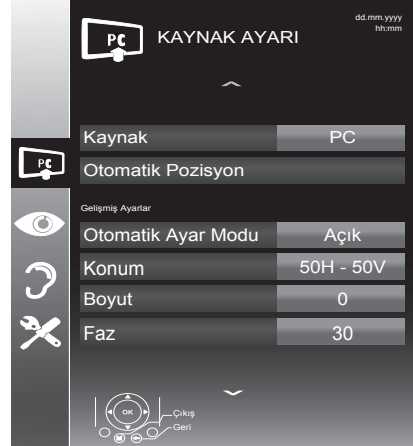 dd.mm.yyyy
hh:mm
PC
KAYNAK AYARI
Kaynak PC
PC
Otomatik Pozisyon
Gelişmiş Ayarlar
Otomatik Ayar Modu Açık
Konum 50H - 50V
Boyut 0
Faz 30
OK
Çıkış
M
Geri